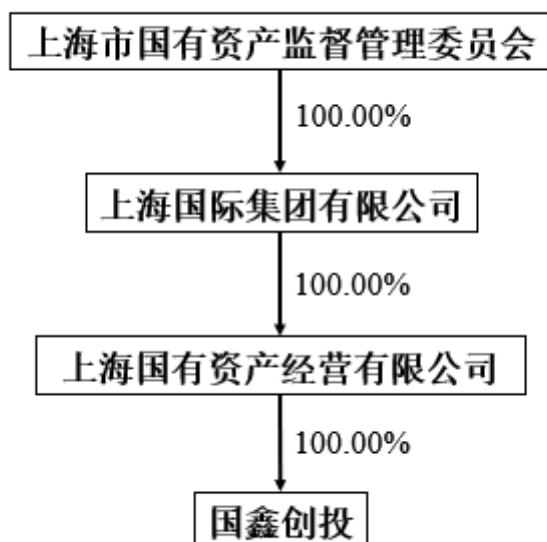 上海市国有资产监督管理委员会
100.00%
上海国际集团有限公司
100.00%
上海国有资产经营有限公司
100.00%
国鑫创投